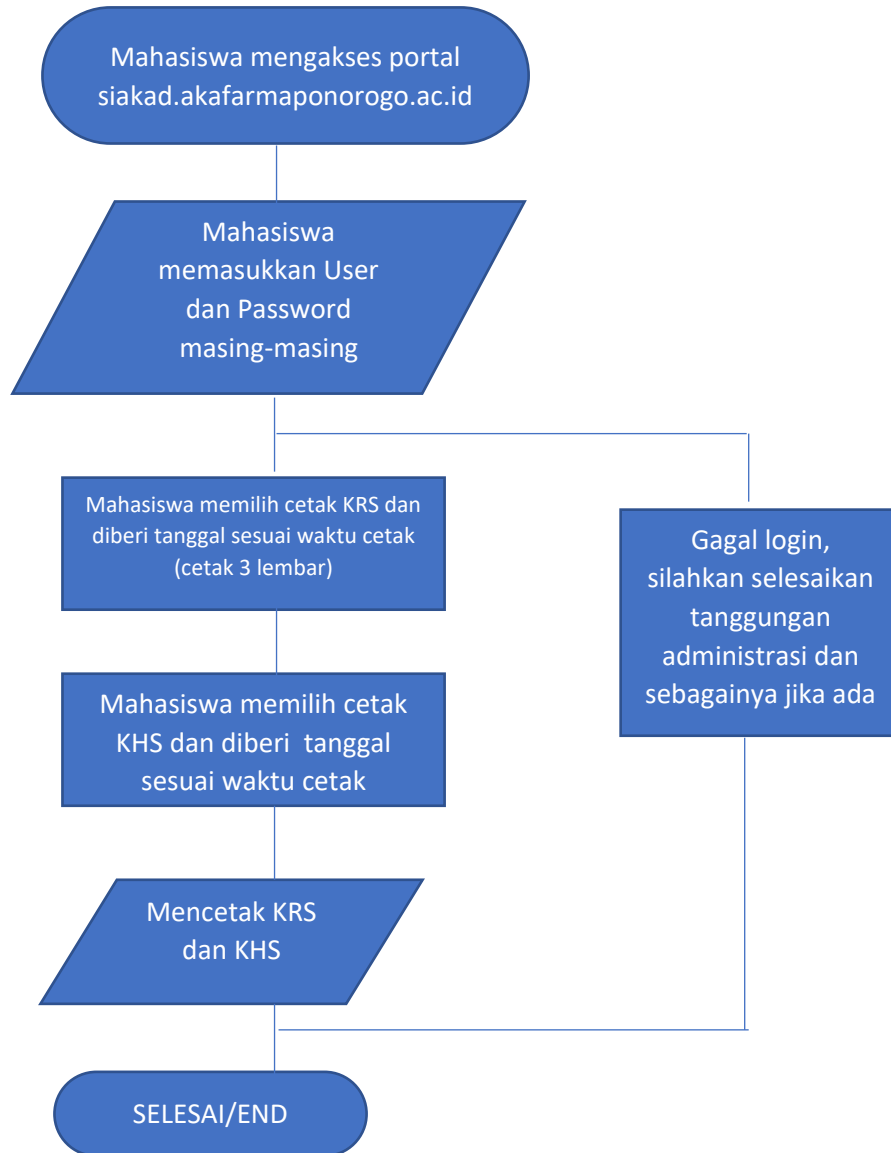 Mahasiswa mengakses portal
siakad.akafarmaponorogo.ac.id
Mahasiswa
memasukkan User
dan Password
masing-masing
Mahasiswa memilih cetak KRS dan
diberi tanggal sesuai waktu cetak
(cetak 3 lembar)
Gagal login,
silahkan selesaikan
tanggungan
administrasi dan
sebagainya jika ada
Mahasiswa memilih cetak
KHS dan diberi  tanggal
sesuai waktu cetak
Mencetak KRS
dan KHS
SELESAI/END